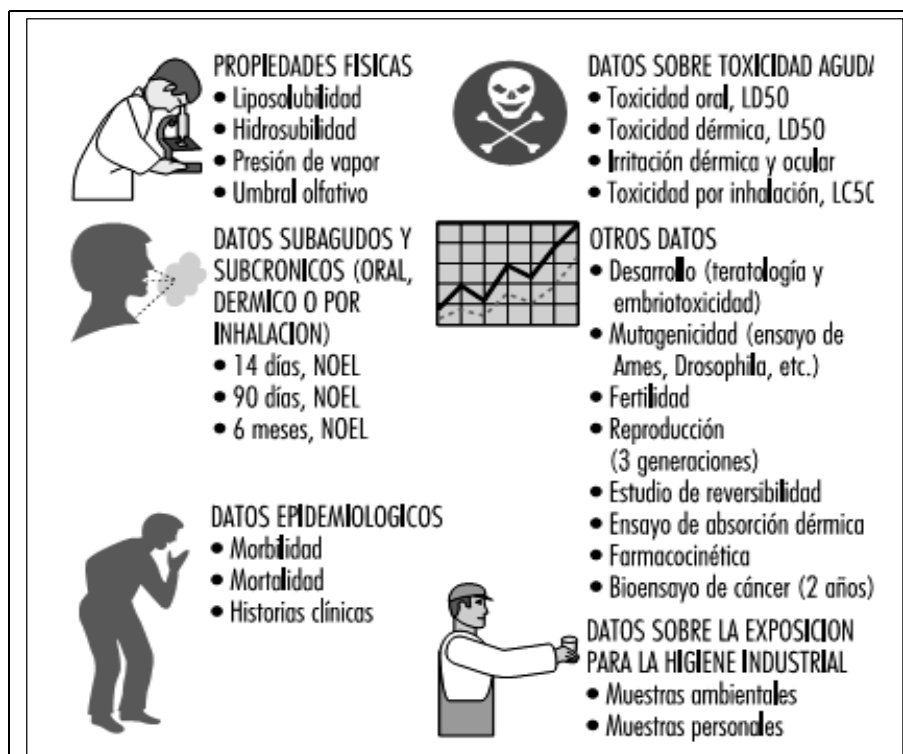 PROPIEDADES FISICAS
• Liposolubilidad
• Hidrosubilidad
• Presión de vapor
• Umbral olfativo
DATOS SUBAGUDOS Y
SUBCRONICOS (ORAL,
DERMICO O POR
INHALACION)
• 14 días, NOEL
• 90 días, NOEL
• 6 meses, NOEL
DATOS EPIDEMIOLOGICOS
• Morbilidad
• Mortalidad
• Historias clínicas
DATOS SOBRE TOXICIDAD AGUDA
• Toxicidad oral, LD50
• Toxicidad dérmica, LD50
• Irritación dérmica y ocular
• Toxicidad por inhalación, LC50
OTROS DATOS
• Desarrollo (teratología y
embriotoxicidad)
• Mutagenicidad (ensayo de
Ames, Drosophila, etc.)
• Fertilidad
• Reproducción
(3 generaciones)
• Estudio de reversibilidad
• Ensayo de absorción dérmica
• Farmacocinética
• Bioensayo de cáncer (2 años)
DATOS SOBRE LA EXPOSICION
PARA LA HIGIENE INDUSTRIAL
• Muestras ambientales
• Muestras personales